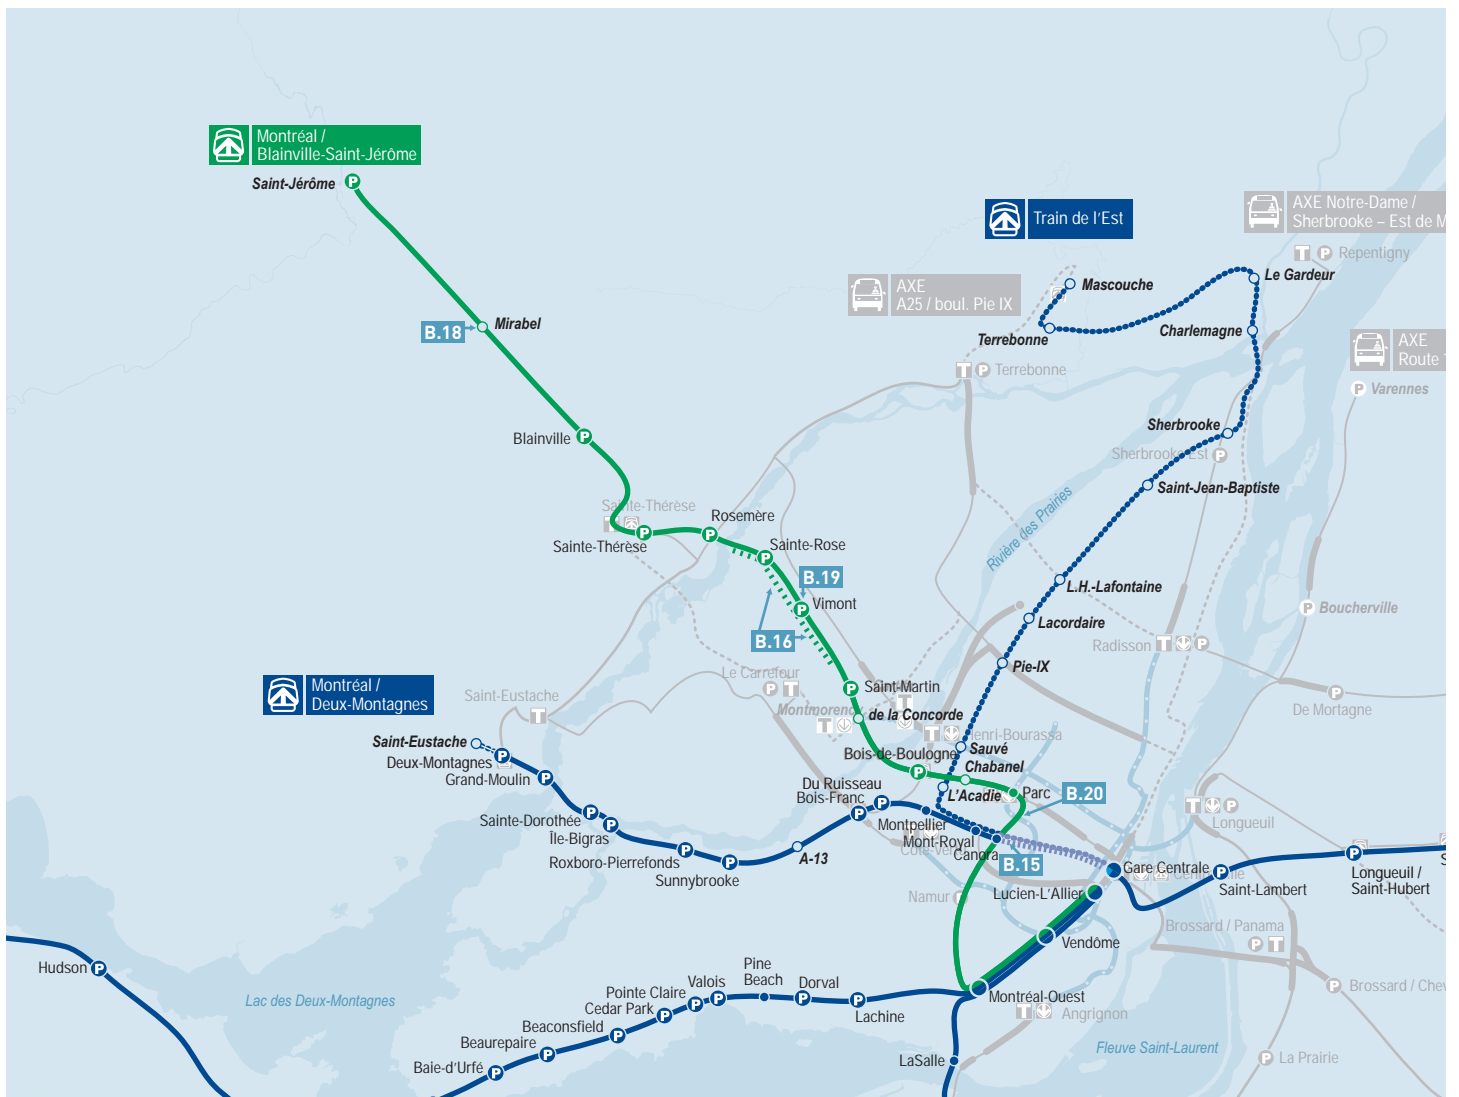 Montréal /
Blainville-Saint-Jérôme
Saint-Jérôme
Train de l'Est
AXE Notre-Dame /
Sherbrooke – Est de M
T P Repentigny
Mascouche
Le Gardeur
AXE
A25 / boul. Pie IX
B.18
Mirabel
Terrebonne
Charlemagne
AXE
Route 1
T P Terrebonne
P Varennes
Blainville
P
Sherbrooke
Sherbrooke Est P
Saint-Jean-Baptiste
Rivière des Prairies
Sainte-Thérèse
Rosemère
Sainte-Thérèse
Sainte-Rose
B.19
L.H.-Lafontaine
Vimont
P Boucherville
Lacordaire
B.16
Radisson T P
Pie-IX
Le Carrefour
P T
Montréal /
Deux-Montagnes
Saint-Eustache
T
Saint-Martin
Montmorency
de la Concorde
De Mortagne
Henri-Bourassa
Saint-Eustache
Deux-Montagnes
Grand-Moulin
Bois-de-Boulogne
Sauvé
Chabanel
Du Ruisseau
Bois-Franc
L'Acadie
Parc
B.20
Sainte-Dorothée
Île-Bigras
Montpellier
Mont-Royal
Canora
Côte-Vertu
Longueuil
Roxboro-Pierrefonds
Sunnybrooke
A-13
B.15
Gare Centrale
Saint-Lambert
Longueuil /
Saint-Hubert
S
Namur P
Lucien-L'Allier
Brossard / Panama
P T
Vendôme
Hudson
P
Lac des Deux-Montagnes
Pine
Beach
Valois
Dorval
Pointe Claire
Cedar Park
Lachine
Montréal-Ouest
P Brossard / Chev
T Angrignon
Beaconsfield
Beaurepaire
Baie-d'Urfé
LaSalle
Fleuve Saint-Laurent
P La Prairie